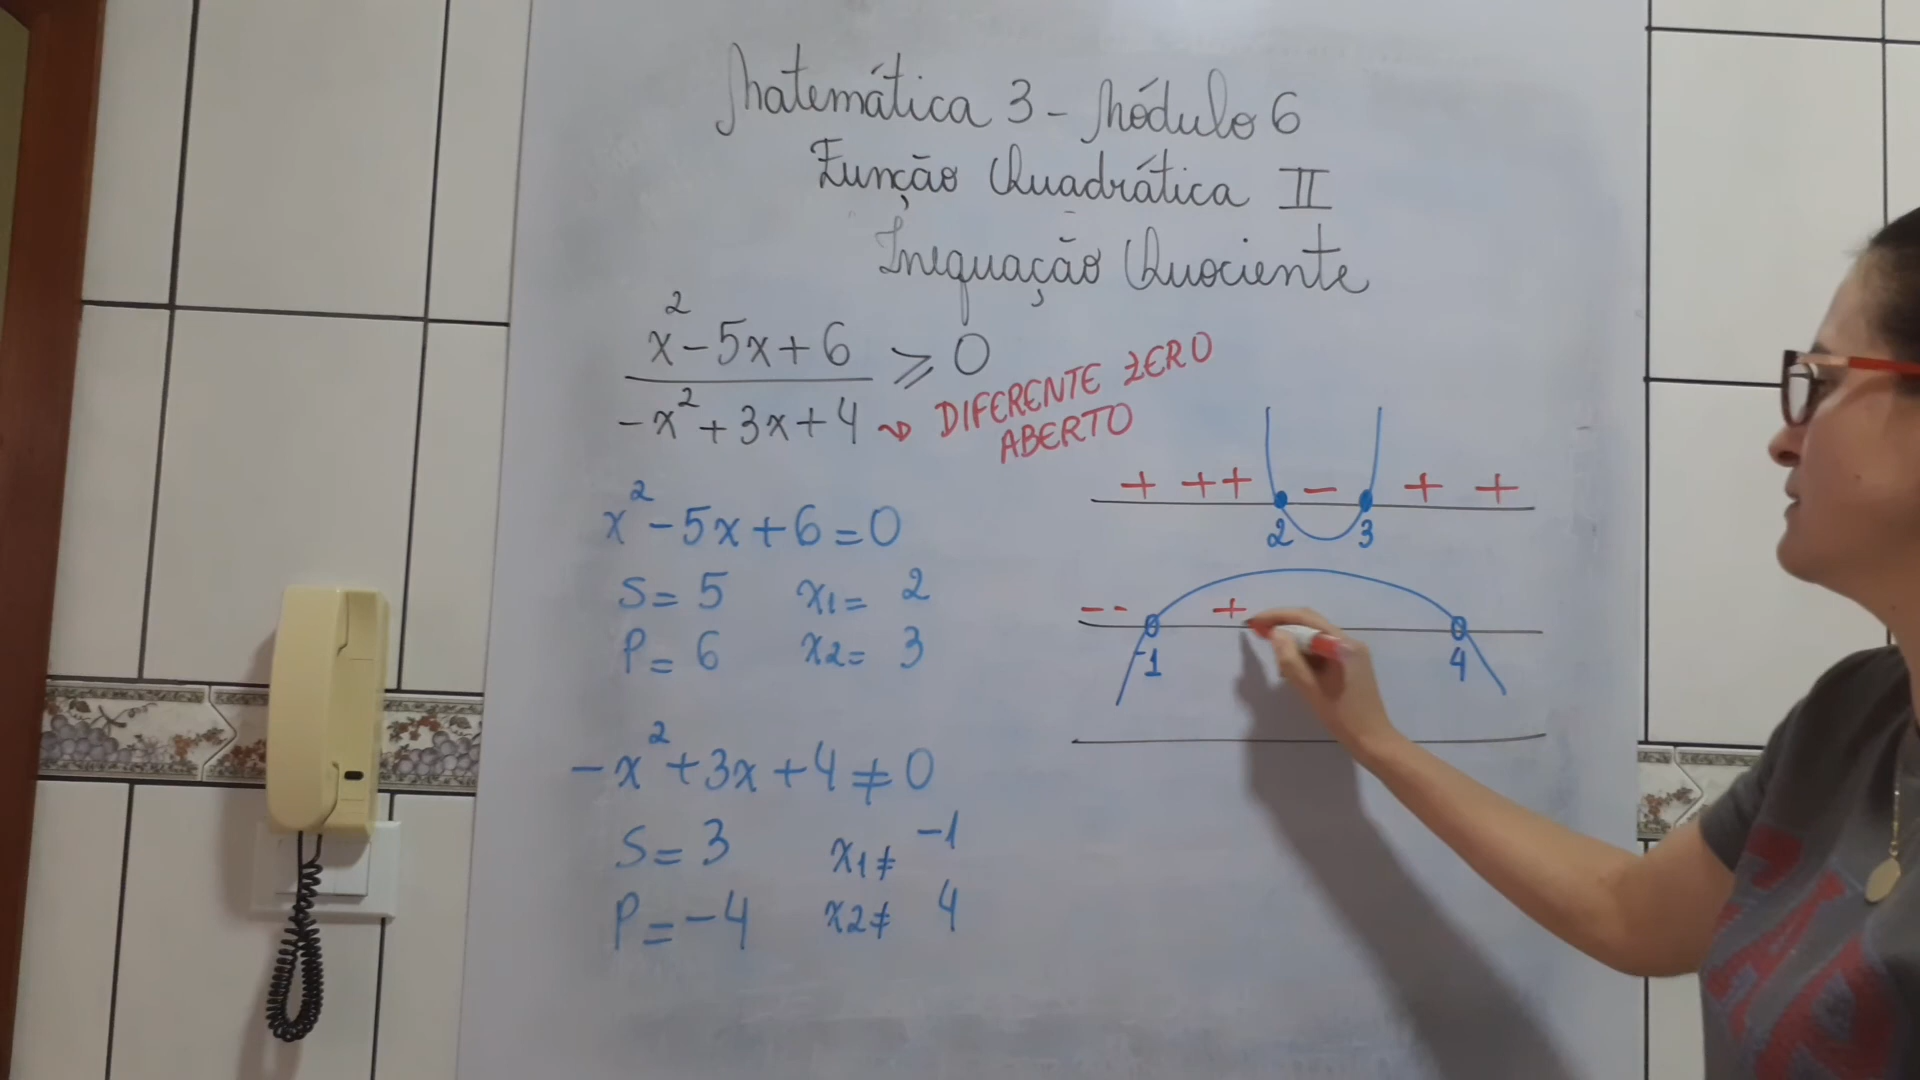 Matemática 3 - Módulo 6
Função Quadrática II
Inequação Quociente
x² - 5x + 6 ⩾ 0
-x² + 3x + 4 → DIFERENTE ZERO
ABERTO
x² - 5x + 6 = 0
S = 5 x1 = 2
P = 6 x2 = 3
-x² + 3x + 4 ≠ 0
S = 3 x1 ≠ -1
P = -4 x2 ≠ 4
+ ++ - + +
2 3
-- +
-1 4